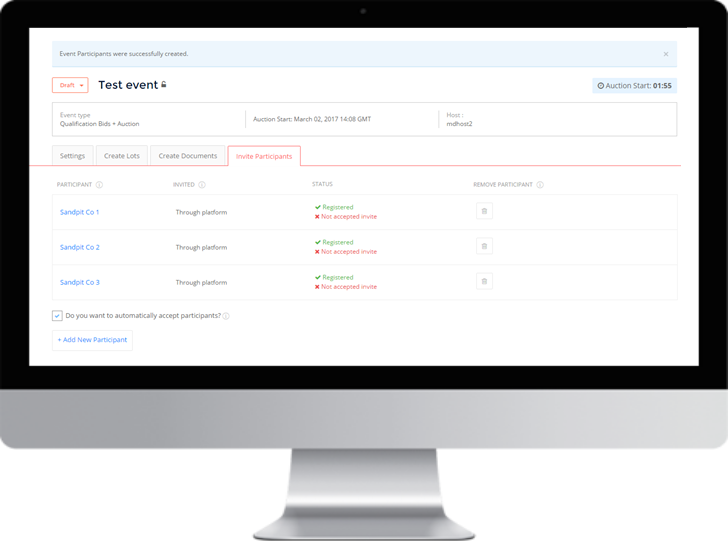 Event Participants were successfully created.
×
Draft
Test event
Auction Start: 01:55
Event type
Qualification Bids + Auction
Auction Start: March 02, 2017 14:08 GMT
Host :
mdhost2
Settings
Create Lots
Create Documents
Invite Participants
PARTICIPANT
INVITED
STATUS
REMOVE PARTICIPANT
Sandpit Co 1
Through platform
Registered
Not accepted invite
Sandpit Co 2
Through platform
Registered
Not accepted invite
Sandpit Co 3
Through platform
Registered
Not accepted invite
Do you want to automatically accept participants?
+ Add New Participant